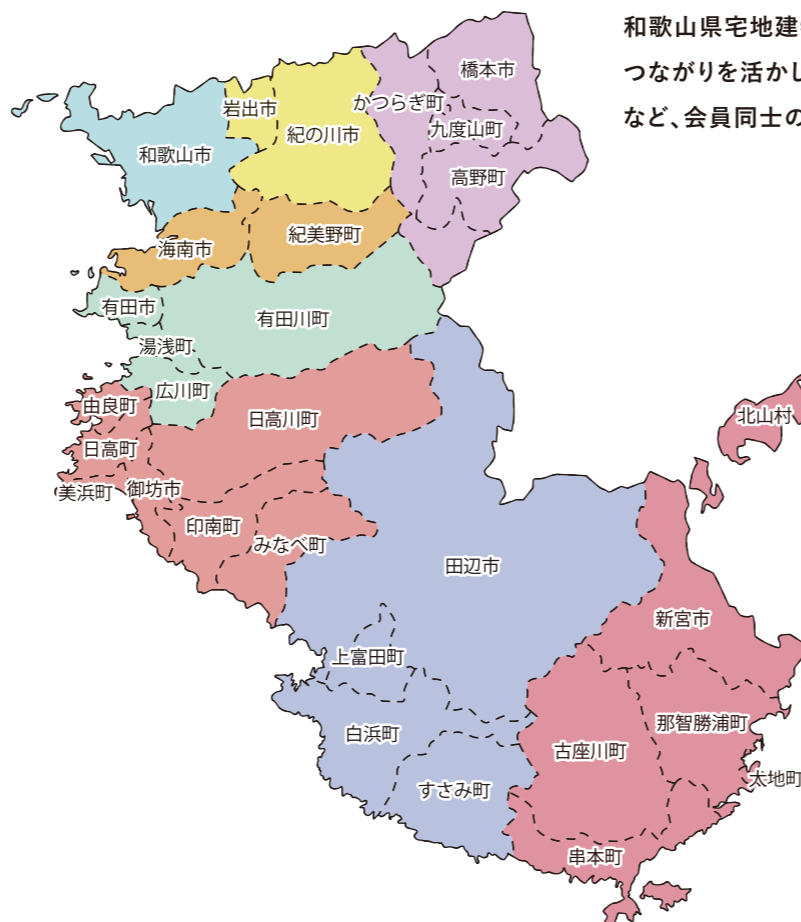 和歌山県宅地建
つながりを活かし
など、会員同士の
橋本市
岩出市
かつらぎ町
紀の川市
九度山町
和歌山市
高野町
紀美野町
海南市
有田市
有田川町
湯浅町
広川町
由良町
日高川町
北山村
日高町
御坊市
美浜町
印南町
みなべ町
田辺市
新宮市
上富田町
那智勝浦町
白浜町
古座川町
太地町
すさみ町
串本町